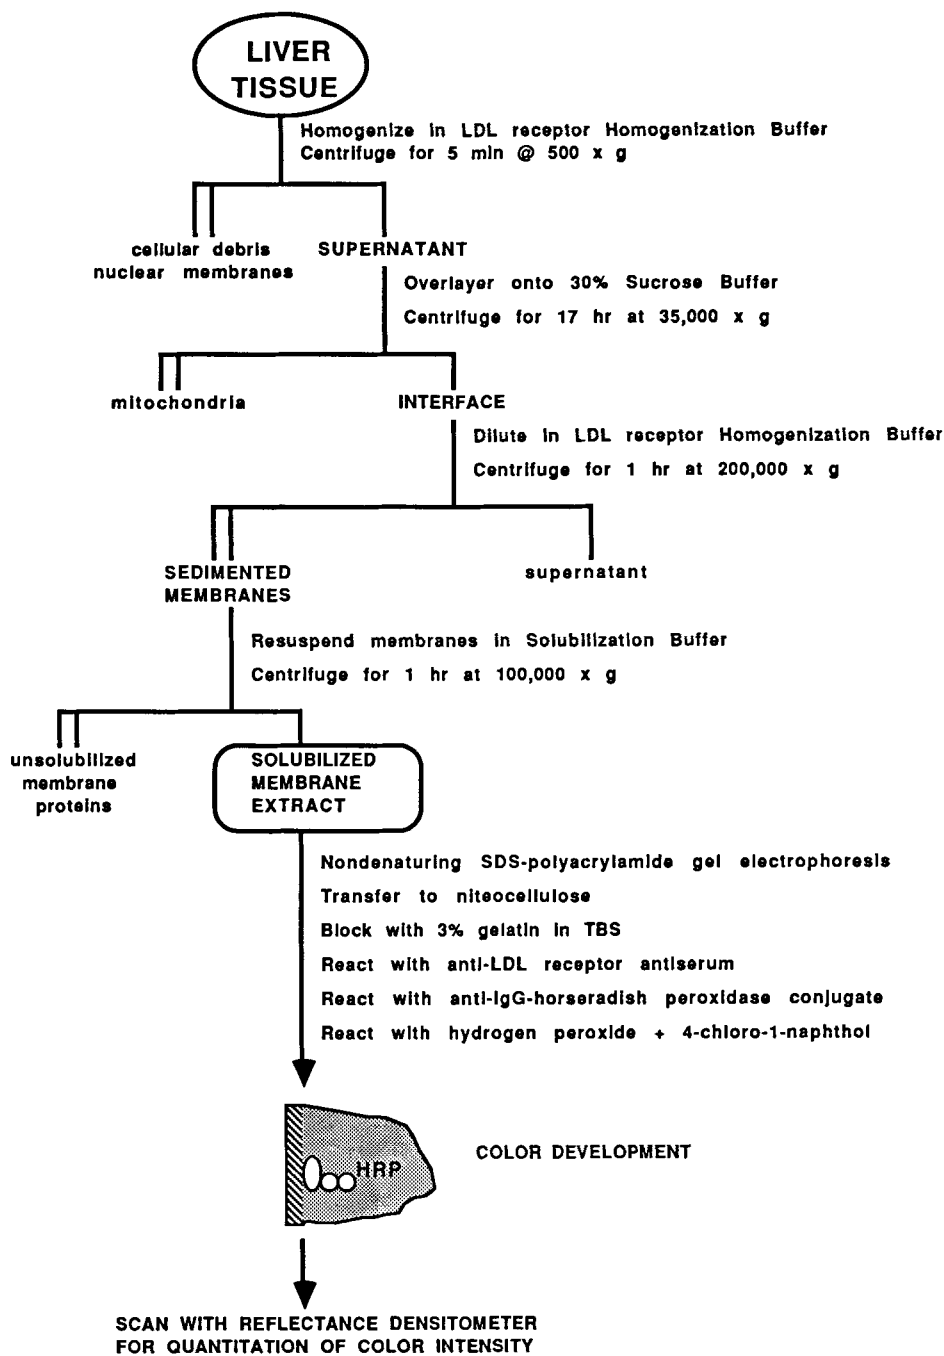 LIVER
TISSUE
Homogenize in LDL receptor Homogenization Buffer
Centrifuge for 5 min @ 500 x g
cellular debris
nuclear membranes
SUPERNATANT
Overlayer onto 30% Sucrose Buffer
Centrifuge for 17 hr at 35,000 x g
mitochondria
INTERFACE
Dilute in LDL receptor Homogenization Buffer
Centrifuge for 1 hr at 200,000 x g
SEDIMENTED
MEMBRANES
supernatant
Resuspend membranes in Solubilization Buffer
Centrifuge for 1 hr at 100,000 x g
unsolubilized
membrane
proteins
SOLUBILIZED
MEMBRANE
EXTRACT
Nondenaturing SDS-polyacrylamide gel electrophoresis
Transfer to niteocellulose
Block with 3% gelatin in TBS
React with anti-LDL receptor antiserum
React with anti-IgG-horseradish peroxidase conjugate
React with hydrogen peroxide + 4-chloro-1-naphthol
COLOR DEVELOPMENT
HRP
SCAN WITH REFLECTANCE DENSITOMETER
FOR QUANTITATION OF COLOR INTENSITY